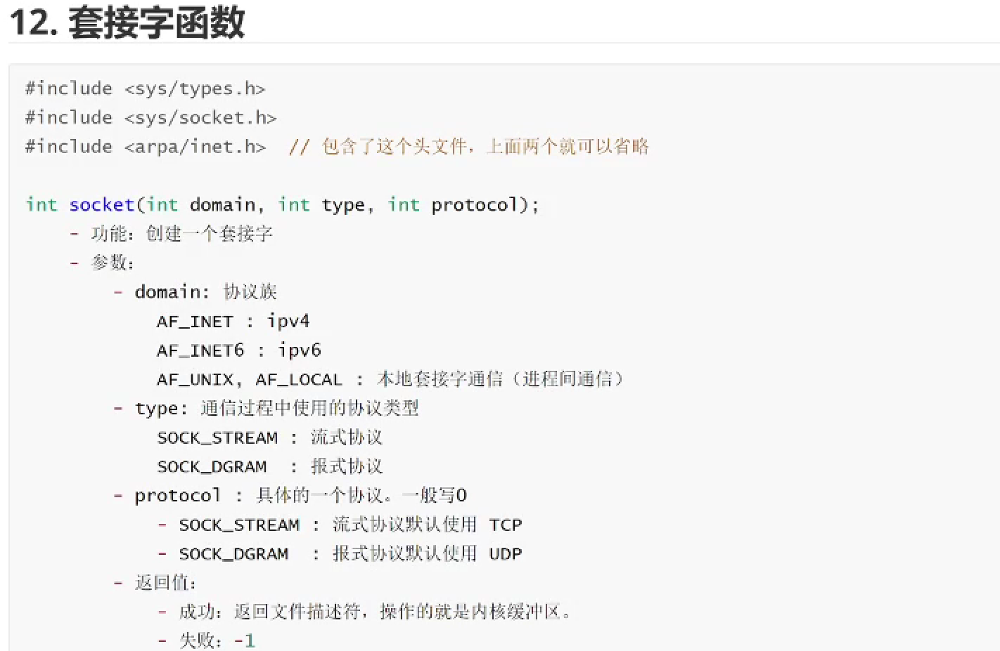 12. 套接字函数
#include <sys/types.h>
#include <sys/socket.h>
#include <arpa/inet.h>  // 包含了这个头文件，上面两个就可以省略
int socket(int domain, int type, int protocol);
- 功能：创建一个套接字
- 参数：
- domain: 协议族
AF_INET : ipv4
AF_INET6 : ipv6
AF_UNIX, AF_LOCAL : 本地套接字通信（进程间通信）
- type: 通信过程中使用的协议类型
SOCK_STREAM : 流式协议
SOCK_DGRAM  : 报式协议
- protocol : 具体的一个协议。一般写0
- SOCK_STREAM : 流式协议默认使用 TCP
- SOCK_DGRAM  : 报式协议默认使用 UDP
- 返回值：
- 成功：返回文件描述符，操作的就是内核缓冲区。
- 失败：-1